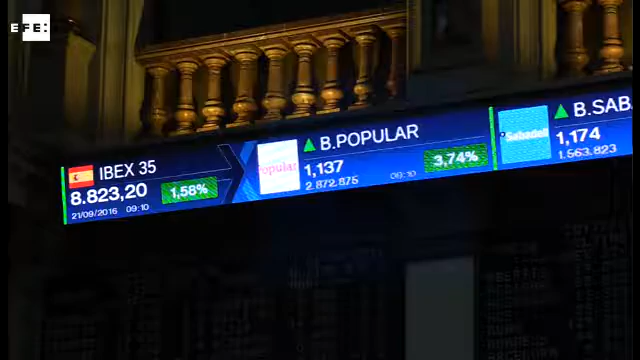 EFE:
IBEX 35
8.823,20
1,58%
21/09/2016 09:10
Popular
B.POPULAR
1,137
3,74%
2.872.875
09:10
Sabadell
B.SAB
1,174
1.563.823